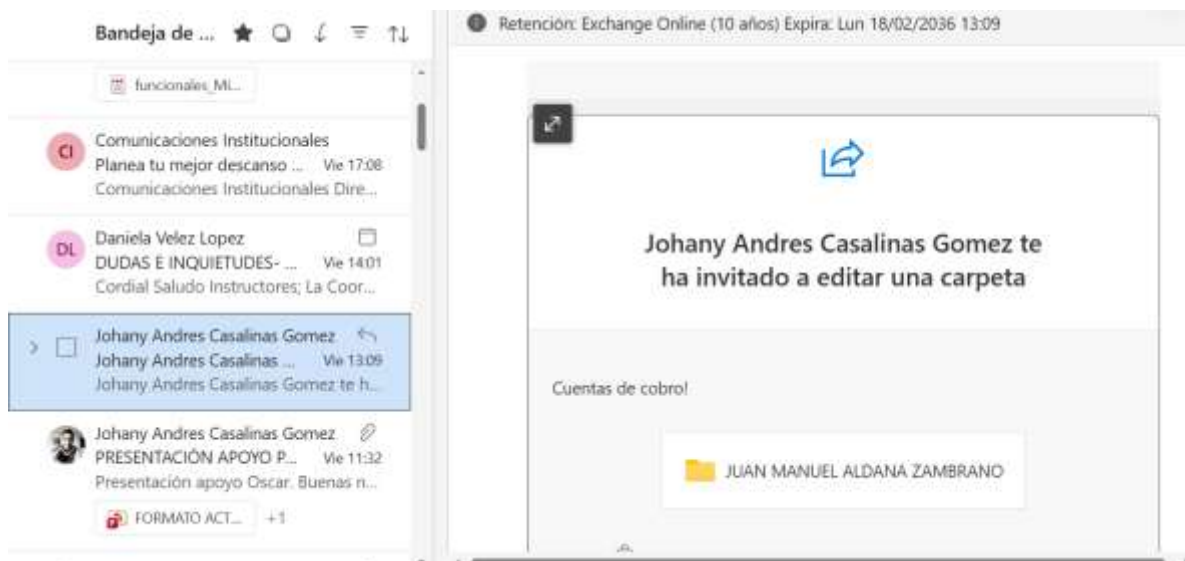 Bandeja de ...
funcionales_Mi...
CI
Comunicaciones Institucionales
Planea tu mejor descanso ... Vie 17:08
Comunicaciones Institucionales Dire...
DL
Daniela Velez Lopez
DUDAS E INQUIETUDES- ... Vie 14:01
Cordial Saludo Instructores; La Coor...
Johany Andres Casalinas Gomez
Johany Andres Casalinas ... Vie 13:09
Johany Andres Casalinas Gomez te h...
Johany Andres Casalinas Gomez
PRESENTACIÓN APOYO P... Vie 11:32
Presentación apoyo Oscar. Buenas n...
FORMATO ACT... +1
Retención: Exchange Online (10 años) Expira: Lun 18/02/2036 13:09
Johany Andres Casalinas Gomez te
ha invitado a editar una carpeta
Cuentas de cobro!
JUAN MANUEL ALDANA ZAMBRANO